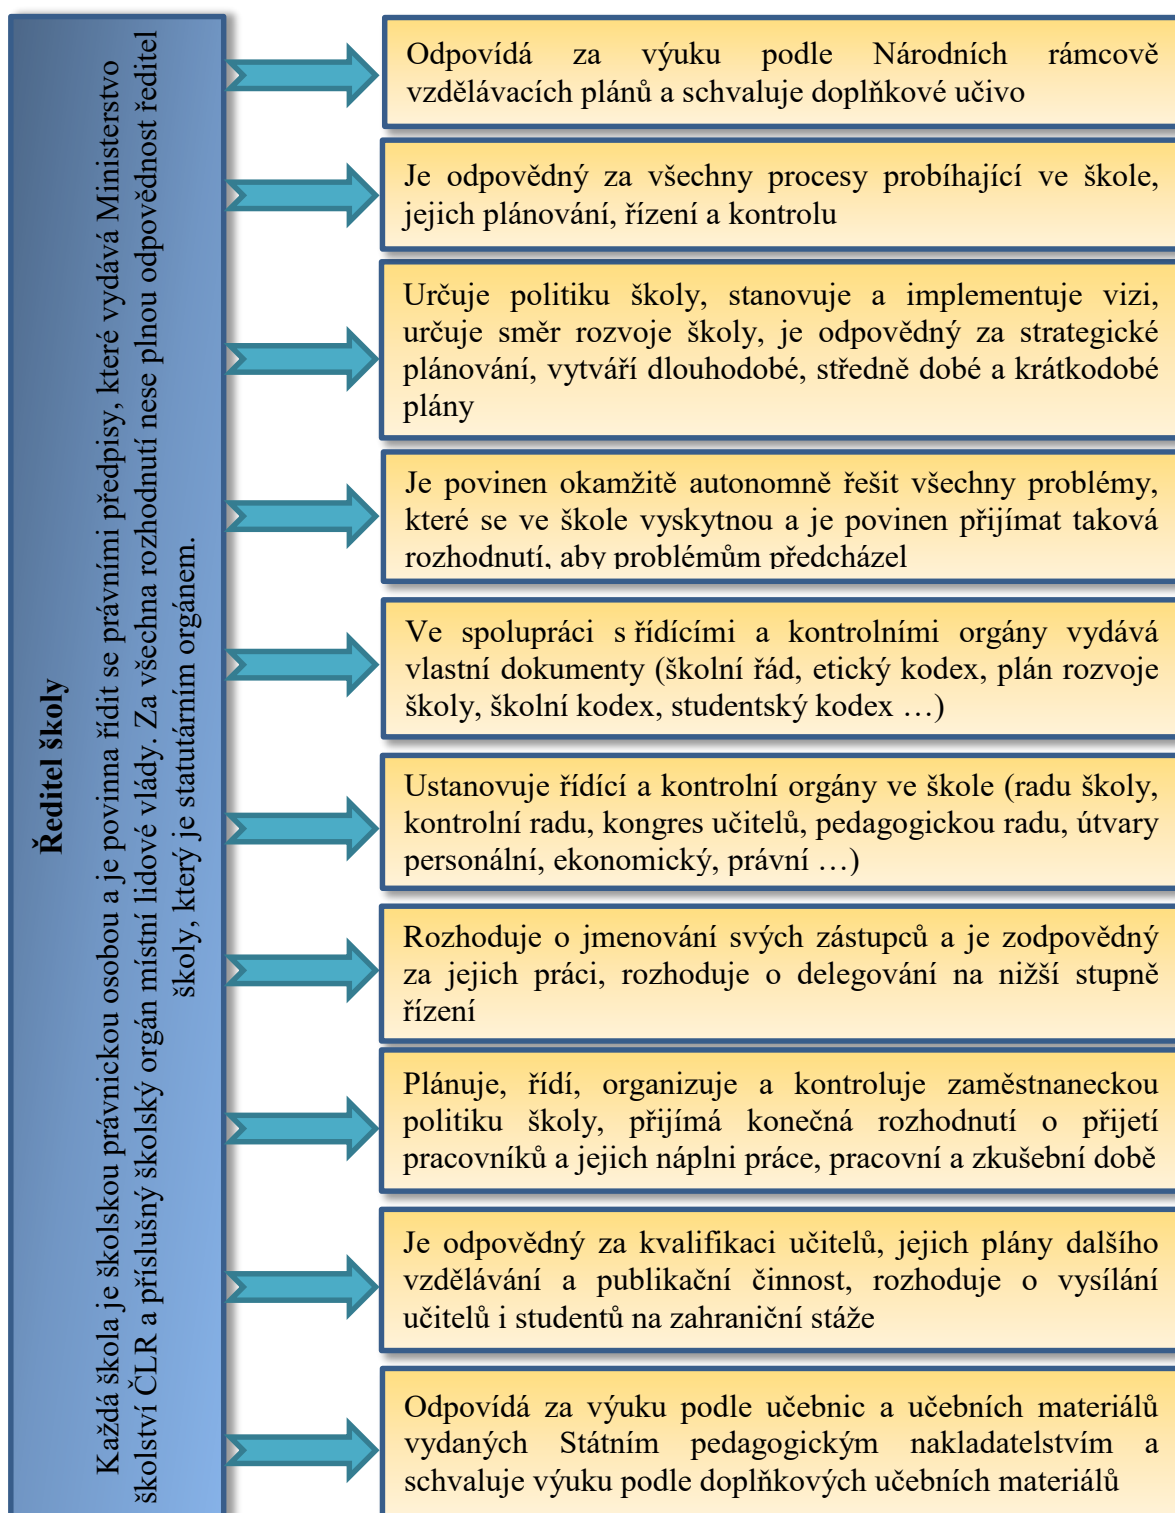 Ředitel školy
Každá škola je školskou právnickou osobou a je povinna řídit se právními předpisy, které vydává Ministerstvo
školství ČLR a příslušný školský orgán místní lidové vlády. Za všechna rozhodnutí nese plnou odpovědnost ředitel
školy, který je statutárním orgánem.
Odpovídá za výuku podle Národních rámcově
vzdělávacích plánů a schvaluje doplňkové učivo
Je odpovědný za všechny procesy probíhající ve škole,
jejich plánování, řízení a kontrolu
Určuje politiku školy, stanovuje a implementuje vizi,
určuje směr rozvoje školy, je odpovědný za strategické
plánování, vytváří dlouhodobé, středně dobé a krátkodobé
plány
Je povinen okamžitě autonomně řešit všechny problémy,
které se ve škole vyskytnou a je povinen přijímat taková
rozhodnutí, aby problémům předcházel
Ve spolupráci s řídícími a kontrolními orgány vydává
vlastní dokumenty (školní řád, etický kodex, plán rozvoje
školy, školní kodex, studentský kodex …)
Ustanovuje řídící a kontrolní orgány ve škole (radu školy,
kontrolní radu, kongres učitelů, pedagogickou radu, útvary
personální, ekonomický, právní …)
Rozhoduje o jmenování svých zástupců a je zodpovědný
za jejich práci, rozhoduje o delegování na nižší stupně
řízení
Plánuje, řídí, organizuje a kontroluje zaměstnaneckou
politiku školy, přijímá konečná rozhodnutí o přijetí
pracovníků a jejich náplni práce, pracovní a zkušební době
Je odpovědný za kvalifikaci učitelů, jejich plány dalšího
vzdělávání a publikační činnost, rozhoduje o vysílání
učitelů i studentů na zahraniční stáže
Odpovídá za výuku podle učebnic a učebních materiálů
vydaných Státním pedagogickým nakladatelstvím a
schvaluje výuku podle doplňkových učebních materiálů